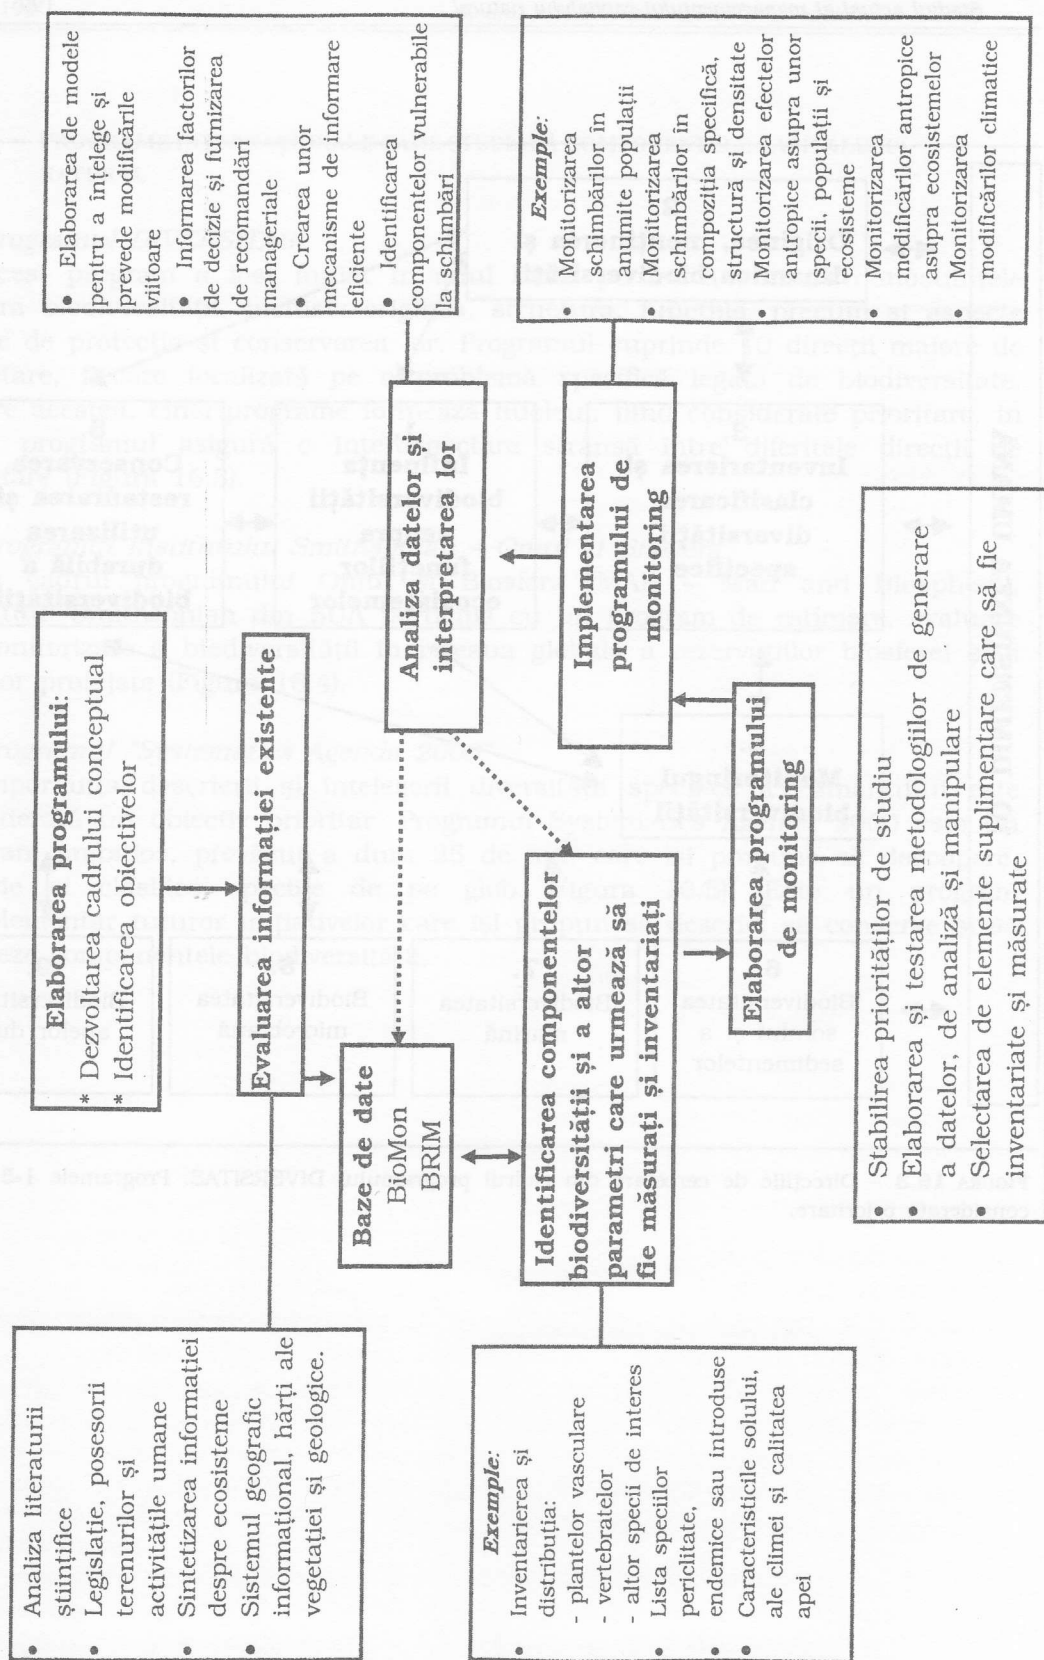 Elaborarea programului:
* Dezvoltarea cadrului conceptual
* Identificarea obiectivelor
Evaluatea informației existente
• Analiza literaturii
științifice
• Legislație, posesorii
terenurilor și
activitățile umane
• Sintetizarea informației
despre ecosisteme
• Sistemul geografic
informațional, hărți ale
vegetației și geologice.
Baze de date
BioMon
BRIM
Analiza datelor și
interpretarea lor
• Elaborarea de modele
pentru a înțelege și
prevede modificările
viitoare
• Informarea factorilor
de decizie și furnizarea
de recomandări
manageriale
• Crearea unor
mecanisme de informare
eficiente
• Identificarea
componentelor vulnerabile
la schimbări
Identificarea componentelor
biodiversității și a altor
parametri care urmează să
fie măsurați și inventariați
Exemple:
• Inventarierea și
distribuția:
- plantelor vasculare
- vertebratelor
- altor specii de interes
• Lista speciilor
periclitate,
endemice sau introduse
• Caracteristicile solului,
ale climei și calitatea
apei
Implementarea
programului de
monitoring
Exemple:
• Monitorizarea
schimbărilor în
anumite populații
• Monitorizarea
schimbărilor în
compoziția specifică,
structură și densitate
• Monitorizarea efectelor
antropice asupra unor
specii, populații și
ecosisteme
• Monitorizarea
modificărilor antropice
asupra ecosistemelor
• Monitorizarea
modificărilor climatice
Elaborarea programului
de monitoring
Stabilirea priorităților de studiu
• Elaborarea și testarea metodologiilor de generare
a datelor, de analiză și manipulare
• Selectarea de elemente suplimentare care să fie
inventariate și măsurate